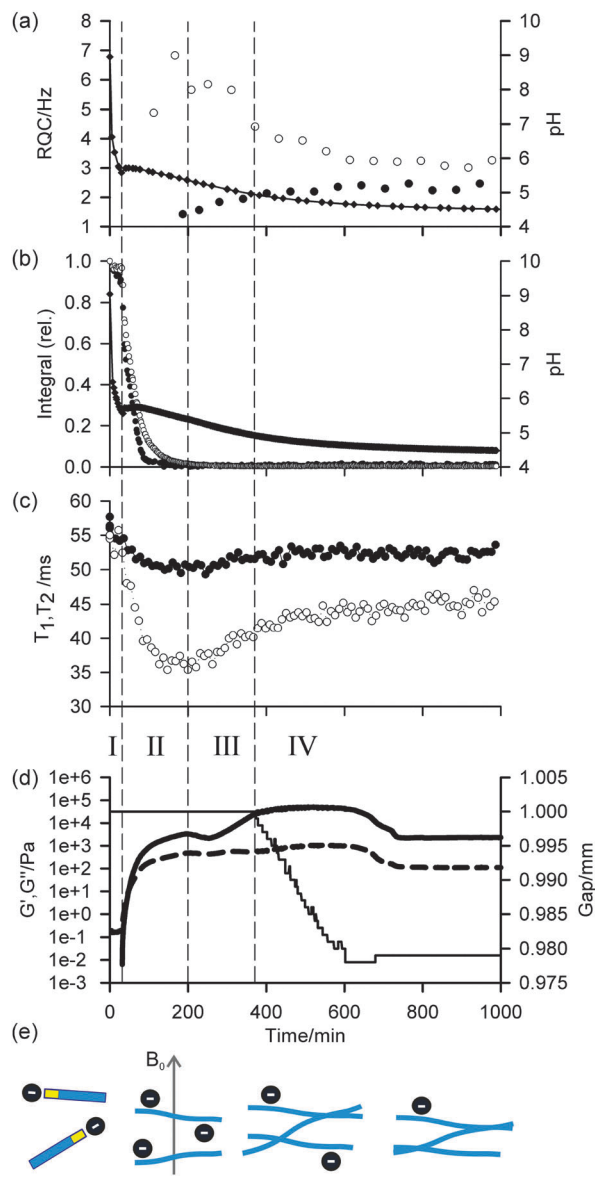 (a)
8
7
6
5
4
3
2
1
RQC/Hz
10
9
8
7
6
5
4
pH
(b)
1.0
0.8
0.6
0.4
0.2
0.0
Integral (rel.)
10
9
8
7
6
5
4
pH
(c)
60
55
50
45
40
35
30
T1,T2 /ms
I II III IV
(d)
1e+6
1e+5
1e+4
1e+3
1e+2
1e+1
1e+0
1e-1
1e-2
1e-3
G',G''/Pa
1.005
1.000
0.995
0.990
0.985
0.980
0.975
Gap/mm
0 200 400 600 800 1000
Time/min
(e)
B0